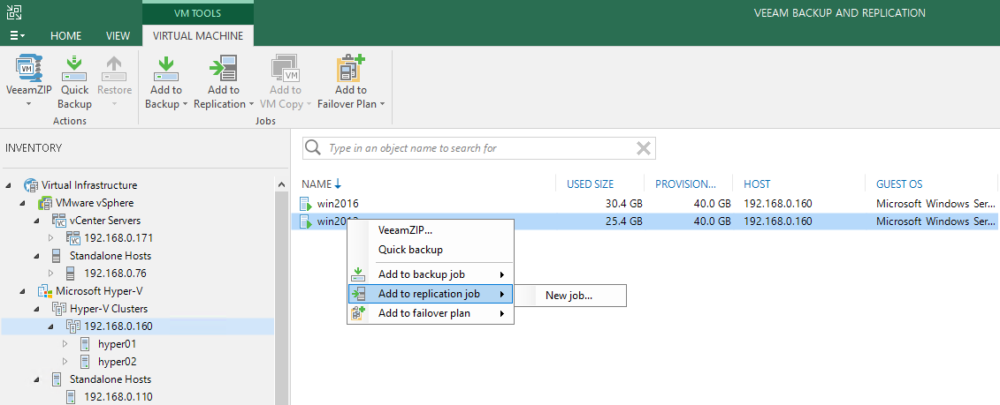 VM TOOLS
VEEAM BACKUP AND REPLICATION
HOME VIEW VIRTUAL MACHINE
VM
VeeamZIP Quick Backup Restore
Actions
Add to Backup Add to Replication Add to VM Copy Add to Failover Plan
Jobs
INVENTORY
Virtual Infrastructure
VMware vSphere
vCenter Servers
192.168.0.171
Standalone Hosts
192.168.0.76
Microsoft Hyper-V
Hyper-V Clusters
192.168.0.160
hyper01
hyper02
Standalone Hosts
192.168.0.110
Type in an object name to search for
NAME USED SIZE PROVISION... HOST GUEST OS
win2016 30.4 GB 40.0 GB 192.168.0.160 Microsoft Windows Ser...
25.4 GB 40.0 GB 192.168.0.160 Microsoft Windows Ser...
VeeamZIP...
Quick backup
Add to backup job
Add to replication job
New job...
Add to failover plan